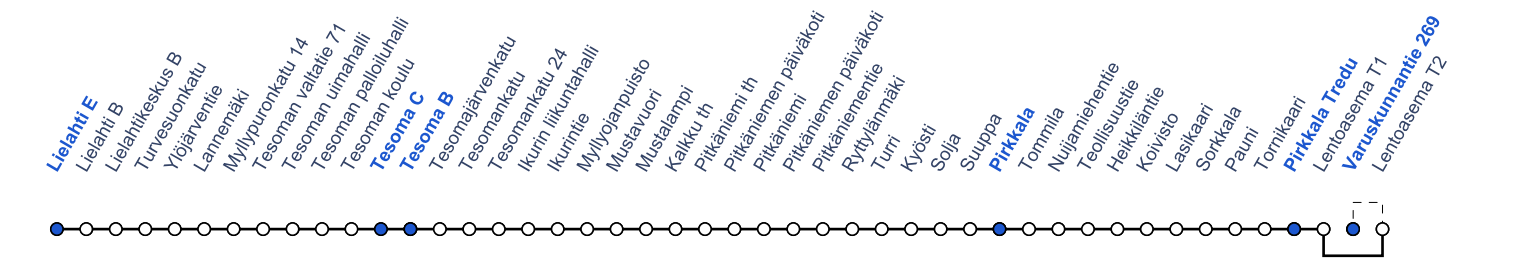 Lielahti E
Lielahti B
Lielahtikeskus B
Turvesuonkatu
Ylöjärventie
Lannemäki
Myllypuronkatu 14
Tesoman valtatie 71
Tesoman uimahalli
Tesoman palloiluhalli
Tesoman koulu
Tesoma C
Tesoma B
Tesomajärvenkatu
Tesomankatu
Tesomankatu 24
Ikurin liikuntahalli
Ikurintie
Myllyojanpuisto
Mustavuori
Mustalampi
Kalkku th
Pitkäniemi th
Pitkäniemen päiväkoti
Pitkäniemi
Pitkäniemen päiväkoti
Pitkäniementie
Ryttylänmäki
Turri
Kyösti
Solja
Suuppa
Pirkkala
Tommila
Nuijamiehentie
Teollisuustie
Heikkiläntie
Koivisto
Lasikaari
Sorkkala
Pauni
Tornikaari
Pirkkala Tredu
Lentoasema T1
Varuskunnantie 269
Lentoasema T2